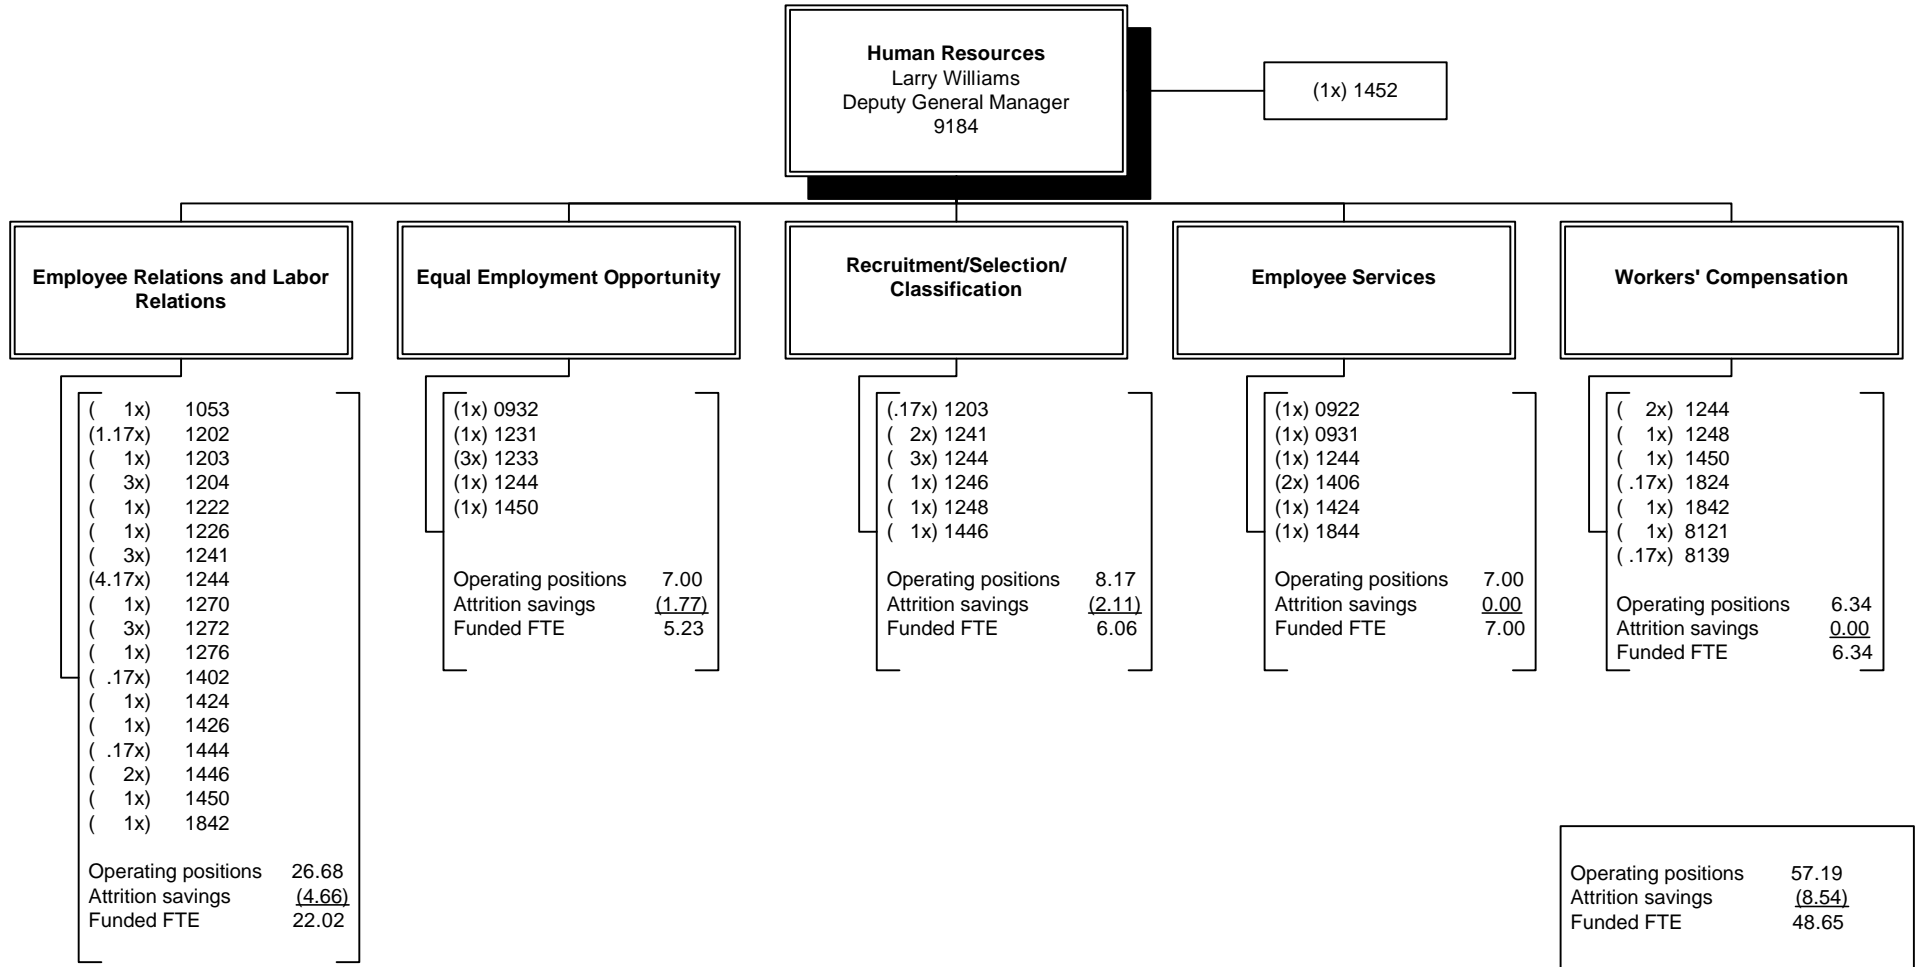 Human Resources
Larry Williams
Deputy General Manager
9184
(1x) 1452
Employee Relations and Labor
Relations
Equal Employment Opportunity
Recruitment/Selection/
Classification
Employee Services
Workers' Compensation
( 1x) 1053
(1.17x) 1202
( 1x) 1203
( 3x) 1204
( 1x) 1222
( 1x) 1226
( 3x) 1241
(4.17x) 1244
( 1x) 1270
( 3x) 1272
( 1x) 1276
( .17x) 1402
( 1x) 1424
( 1x) 1426
( .17x) 1444
( 2x) 1446
( 1x) 1450
( 1x) 1842
Operating positions 26.68
Attrition savings (4.66)
Funded FTE 22.02
(1x) 0932
(1x) 1231
(3x) 1233
(1x) 1244
(1x) 1450
Operating positions 7.00
Attrition savings (1.77)
Funded FTE 5.23
(.17x) 1203
( 2x) 1241
( 3x) 1244
( 1x) 1246
( 1x) 1248
( 1x) 1446
Operating positions 8.17
Attrition savings (2.11)
Funded FTE 6.06
(1x) 0922
(1x) 0931
(1x) 1244
(2x) 1406
(1x) 1424
(1x) 1844
Operating positions 7.00
Attrition savings 0.00
Funded FTE 7.00
( 2x) 1244
( 1x) 1248
( 1x) 1450
( .17x) 1824
( 1x) 1842
( 1x) 8121
( .17x) 8139
Operating positions 6.34
Attrition savings 0.00
Funded FTE 6.34
Operating positions 57.19
Attrition savings (8.54)
Funded FTE 48.65